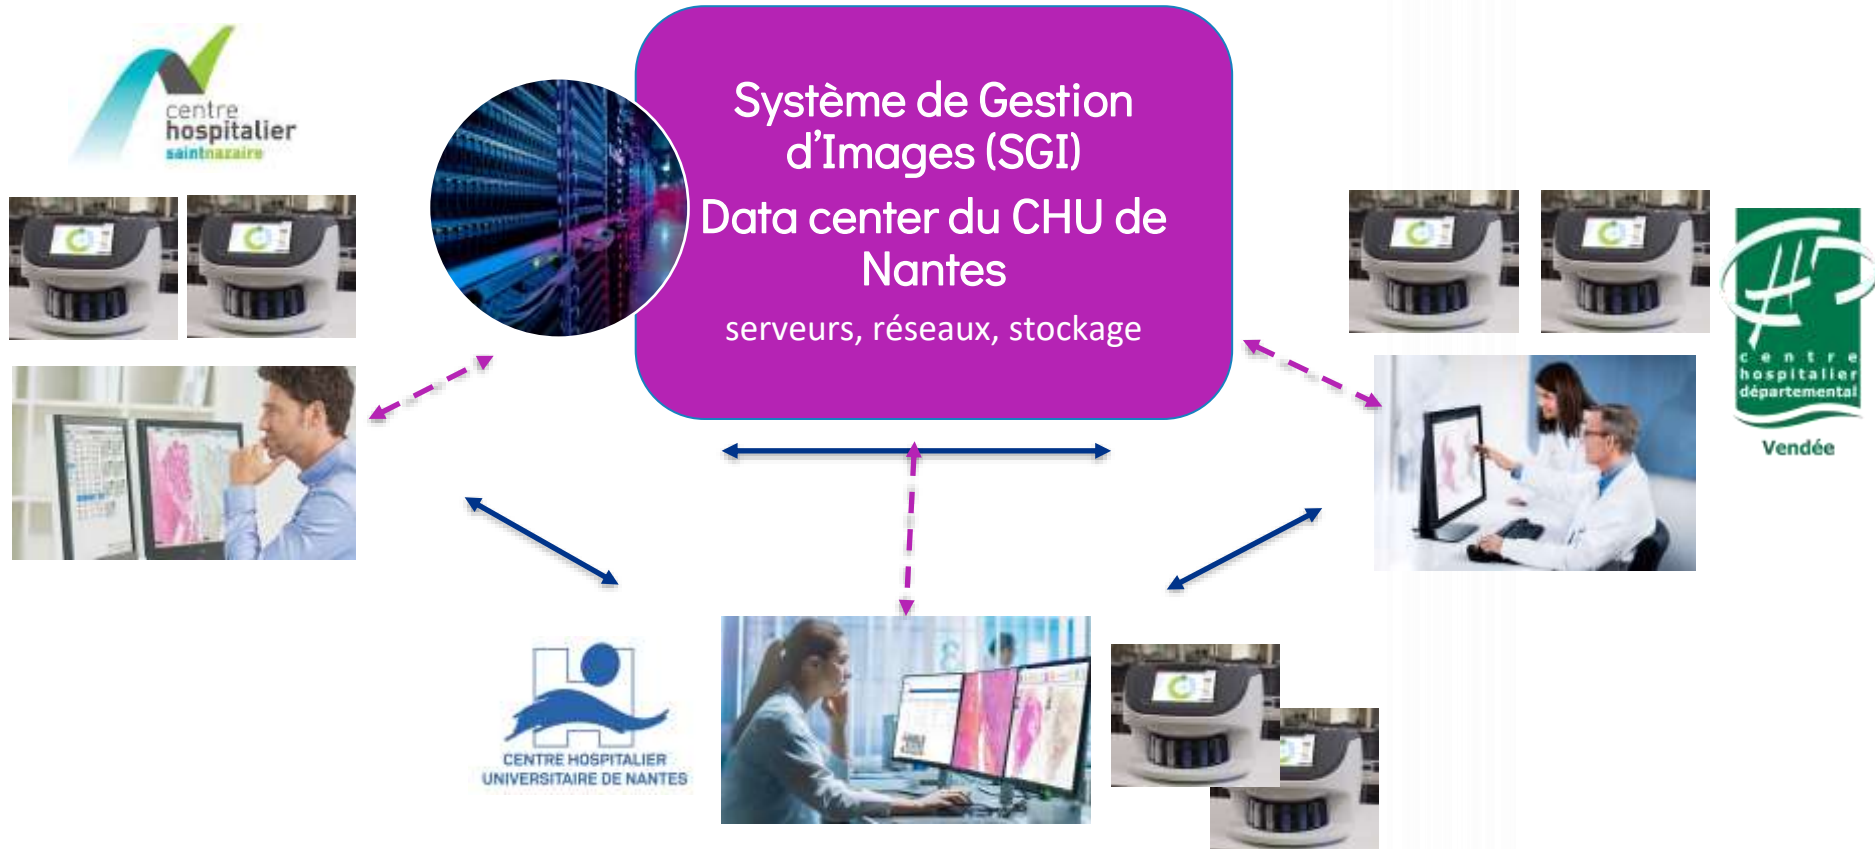 centre
hospitalier
saintnazaire
Système de Gestion
d’Images (SGI)
Data center du CHU de
Nantes
serveurs, réseaux, stockage
centre
hospitalier
départemental
Vendée
CENTRE HOSPITALIER
UNIVERSITAIRE DE NANTES